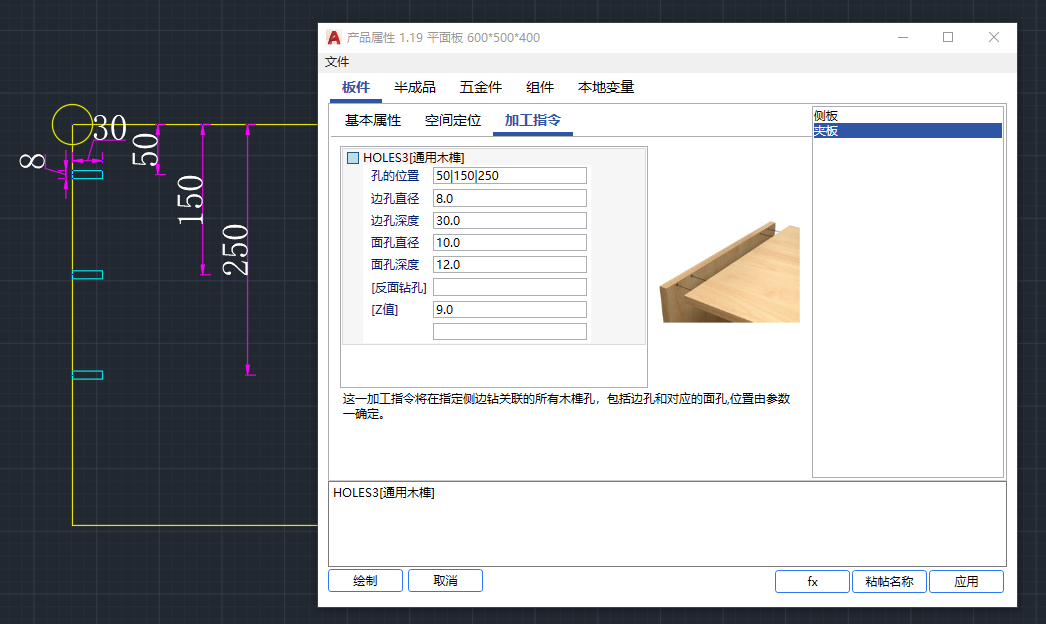 产品属性 1.19 平面板 600*500*400
文件
板件 半成品 五金件 组件 本地变量
基本属性 空间定位 加工指令
侧板
夹板
HOLES3[通用木榫]
孔的位置 50|150|250
边孔直径 8.0
边孔深度 30.0
面孔直径 10.0
面孔深度 12.0
[反面钻孔]
[Z值] 9.0
这一加工指令将在指定侧边钻关联的所有木榫孔，包括边孔和对应的面孔,位置由参数
一确定。
HOLES3[通用木榫]
绘制 取消 fx 粘帖名称 应用
30
8
50
150
250